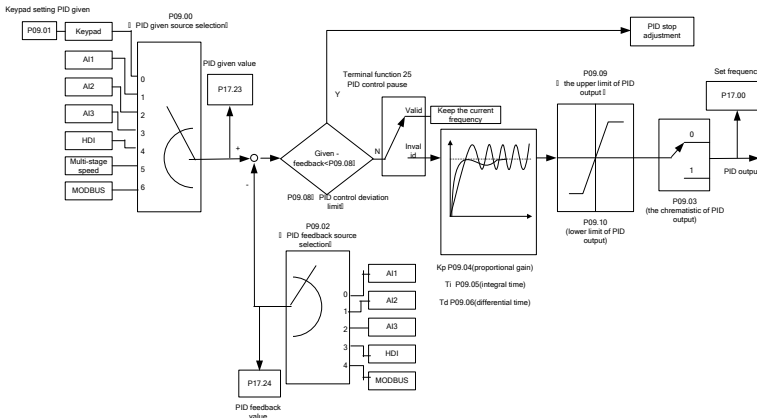 Keypad setting PID given
P09.01
Keypad
AI1
AI2
AI3
HDI
Multi-stage
speed
MODBUS
P09.00
PID given source selection
0
1
2
3
4
5
6
PID given value
P17.23
+
-
Y
N
Given -
feedback<P09.08
P09.08 PID control deviation
limit
Terminal function 25
PID control pause
Valid
Inval
id
Keep the current
frequency
PID stop
adjustment
Kp P09.04(proportional gain)
Ti P09.05(integral time)
Td P09.06(differential time)
P09.09
the upper limit of PID
output
P09.10
(lower limit of PID
output)
0
1
P09.03
(the chrematistic of PID
output)
Set frequenc
P17.00
PID output
P09.02
PID feedback source
selection
0
1
2
3
4
AI1
AI2
AI3
HDI
MODBUS
P17.24
PID feedback
value